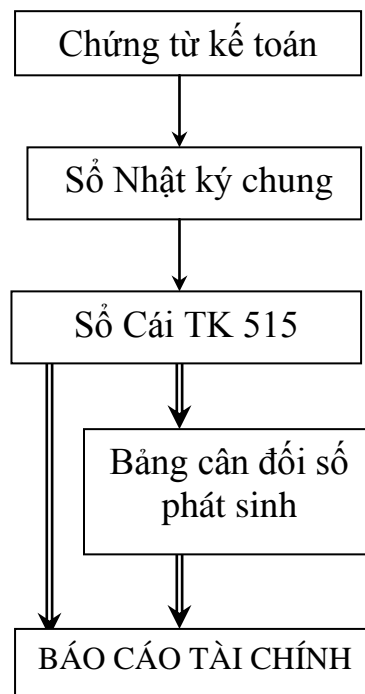 Chứng từ kế toán
Sổ Nhật ký chung
Sổ Cái TK 515
Bảng cân đối số
phát sinh
BÁO CÁO TÀI CHÍNH